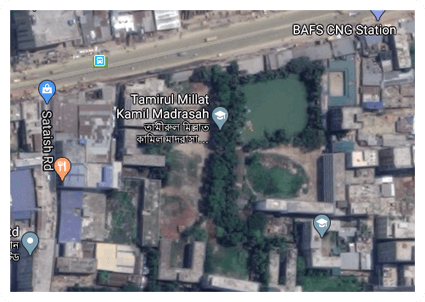 BAFS CNG Station
Tamirul Millat
Kamil Madrasah
তা'মীরুল মিল্লাত
কামিল মাদরাসা ...
Sataish Rd